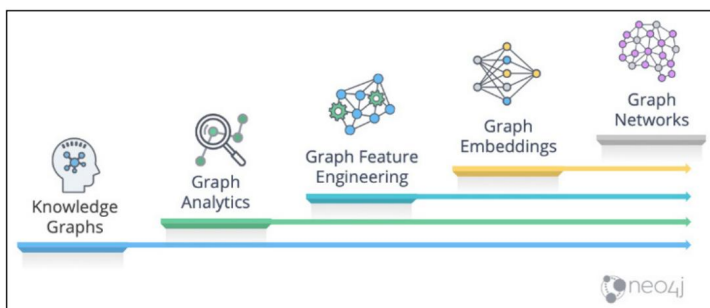 Knowledge
Graphs
Graph
Analytics
Graph Feature
Engineering
Graph
Embeddings
Graph
Networks
neo4j